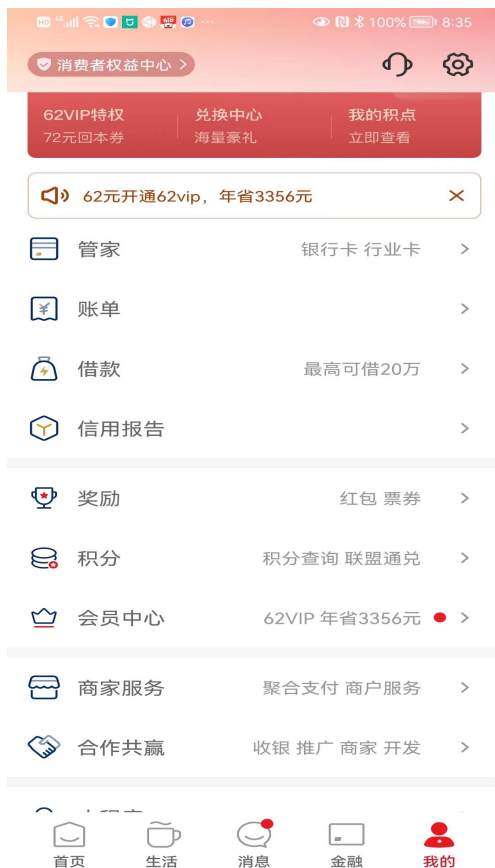 100% 8:35
消费者权益中心 >
62VIP特权 兑换中心 我的积点
72元回本券 海量豪礼 立即查看
62元开通62vip，年省3356元
管家 银行卡 行业卡
账单
借款 最高可借20万
信用报告
奖励 红包 票券
积分 积分查询 联盟通兑
会员中心 62VIP 年省3356元
商家服务 聚合支付 商户服务
合作共赢 收银 推广 商家 开发
首页 生活 消息 金融 我的